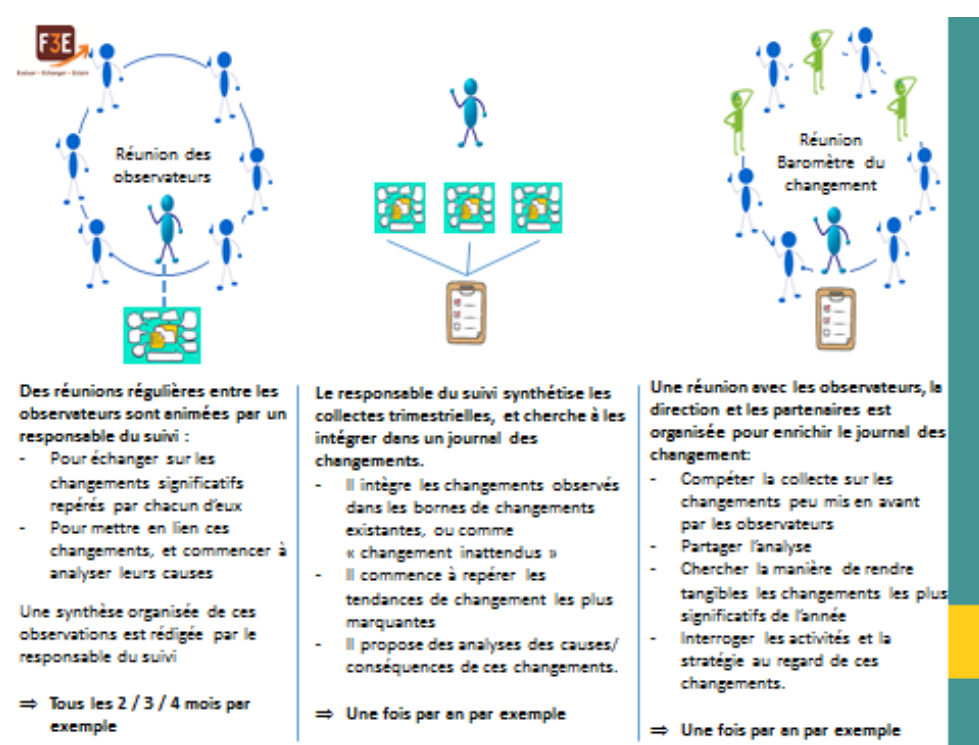 F3E
Evaluer - Echanger - Eclairer
Réunion des
observateurs
Réunion
Baromètre du
changement
Des réunions régulières entre les
observateurs sont animées par un
responsable du suivi :
- Pour échanger sur les
changements significatifs
repérés par chacun d'eux
- Pour mettre en lien ces
changements, et commencer à
analyser leurs causes
Une synthèse organisée de ces
observations est rédigée par le
responsable du suivi
⇒ Tous les 2 / 3 / 4 mois par
exemple
Le responsable du suivi synthétise les
collectes trimestrielles, et cherche à les
intégrer dans un journal des
changements.
- Il intègre les changements observés
dans les bornes de changements
existantes, ou comme
« changement inattendus »
- Il commence à repérer les
tendances de changement les plus
marquantes
- Il propose des analyses des causes/
conséquences de ces changements.
⇒ Une fois par an par exemple
Une réunion avec les observateurs, la
direction et les partenaires est
organisée pour enrichir le journal des
changement:
- Compéter la collecte sur les
changements peu mis en avant
par les observateurs
- Partager l'analyse
- Chercher la manière de rendre
tangibles les changements les plus
significatifs de l'année
- Interroger les activités et la
stratégie au regard de ces
changements.
⇒ Une fois par an par exemple